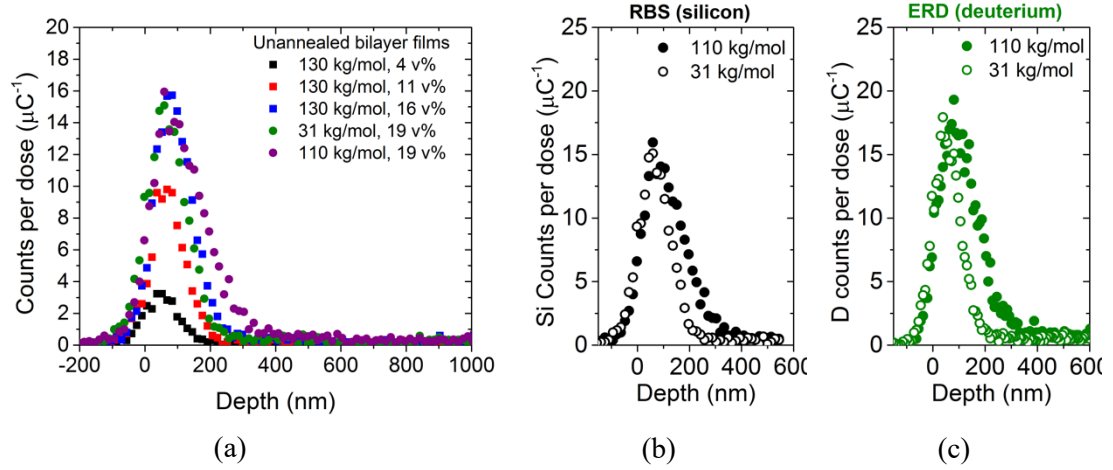 Unannealed bilayer films
130 kg/mol, 4 v%
130 kg/mol, 11 v%
130 kg/mol, 16 v%
31 kg/mol, 19 v%
110 kg/mol, 19 v%
Counts per dose (μC⁻¹)
0 2 4 6 8 10 12 14 16 18 20
-200 0 200 400 600 800 1000
Depth (nm)
(a)
RBS (silicon)
110 kg/mol
31 kg/mol
Si Counts per dose (μC⁻¹)
0 5 10 15 20 25
0 200 400 600
Depth (nm)
(b)
ERD (deuterium)
110 kg/mol
31 kg/mol
D counts per dose (μC⁻¹)
0 5 10 15 20 25
0 200 400 600
Depth (nm)
(c)